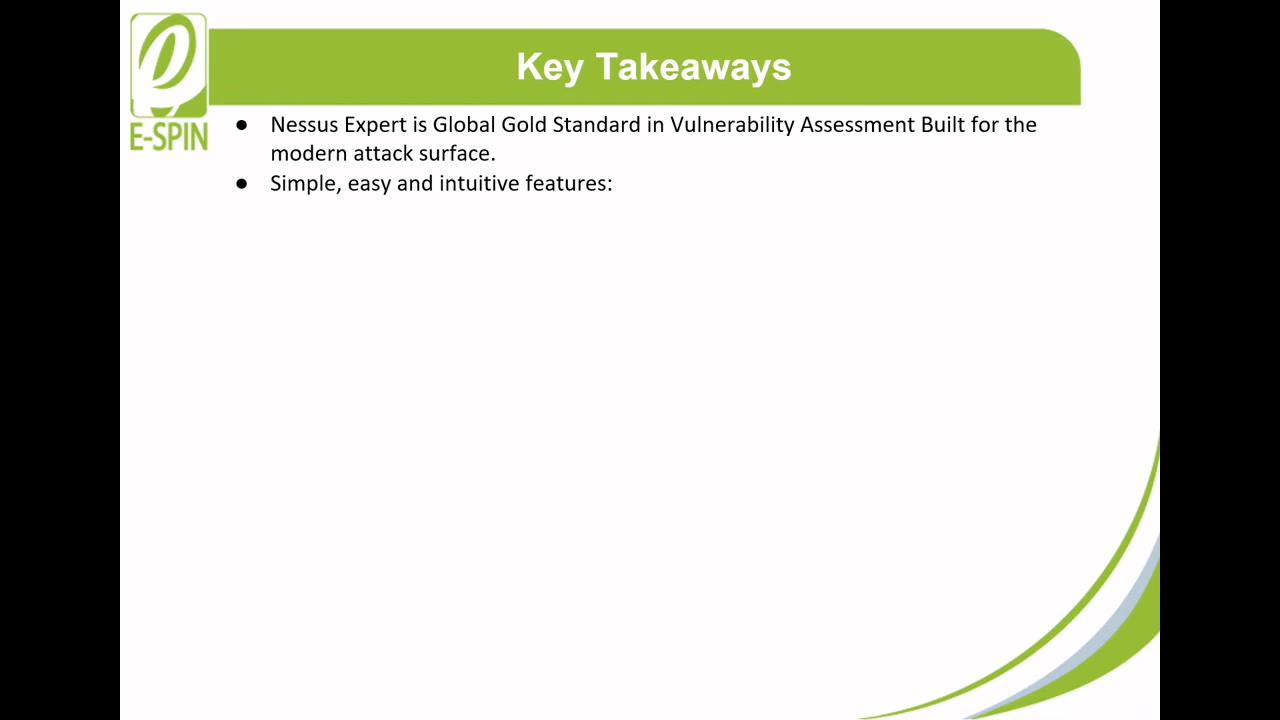 Key Takeaways
E-SPIN
● Nessus Expert is Global Gold Standard in Vulnerability Assessment Built for the
modern attack surface.
● Simple, easy and intuitive features: